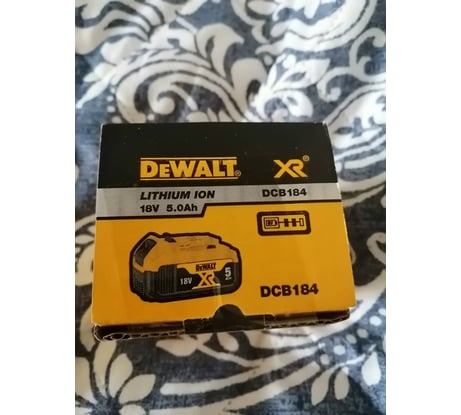 DEWALT® XR®
LITHIUM ION DCB184
18V 5.0Ah
DEWALT
18V XR 5
DCB184